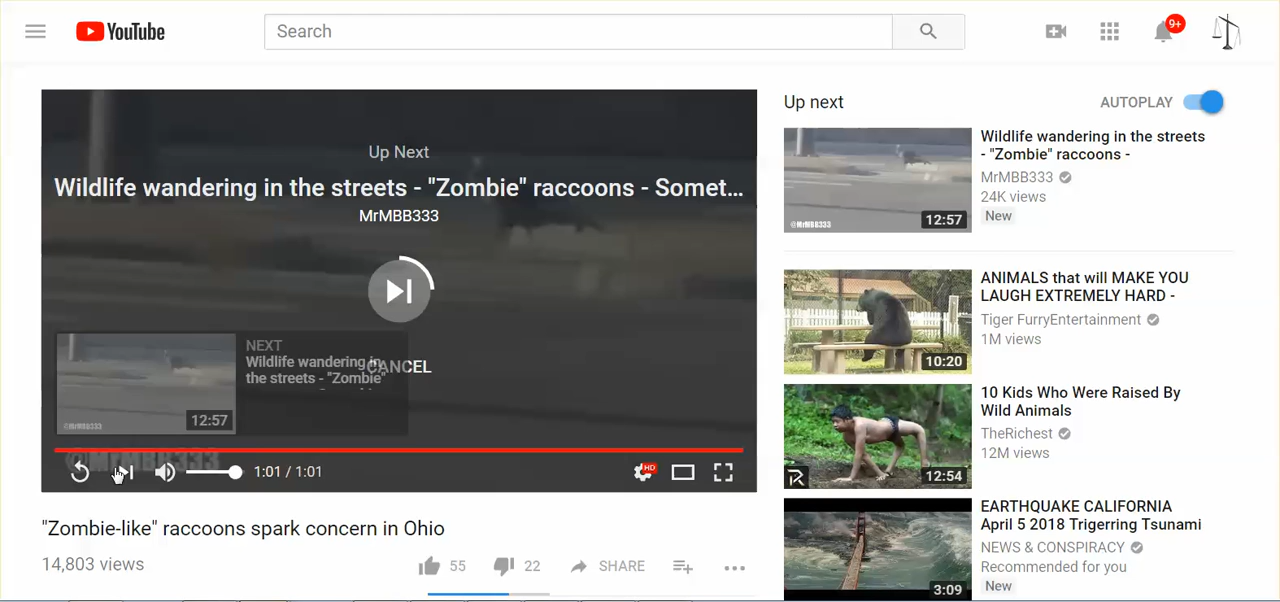 YouTube
Search
9+
Up Next
Wildlife wandering in the streets - "Zombie" raccoons - Somet...
MrMBB333
NEXT
Wildlife wandering in
the streets - "Zombie"
CANCEL
12:57
@MrMBB333
@MrMBB333
1:01 / 1:01
HD
"Zombie-like" raccoons spark concern in Ohio
14,803 views
55
22
SHARE
Up next
AUTOPLAY
12:57
@MrMBB333
Wildlife wandering in the streets
- "Zombie" raccoons -
MrMBB333
24K views
New
10:20
ANIMALS that will MAKE YOU
LAUGH EXTREMELY HARD -
Tiger FurryEntertainment
1M views
R
12:54
10 Kids Who Were Raised By
Wild Animals
TheRichest
12M views
3:09
EARTHQUAKE CALIFORNIA
April 5 2018 Trigerring Tsunami
NEWS & CONSPIRACY
Recommended for you
New